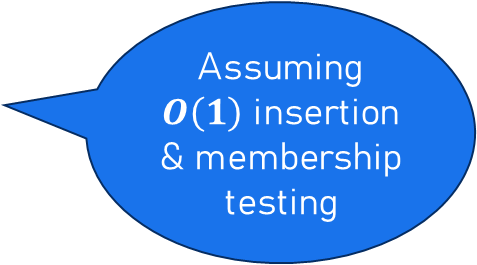 Assuming
O(1) insertion
& membership
testing